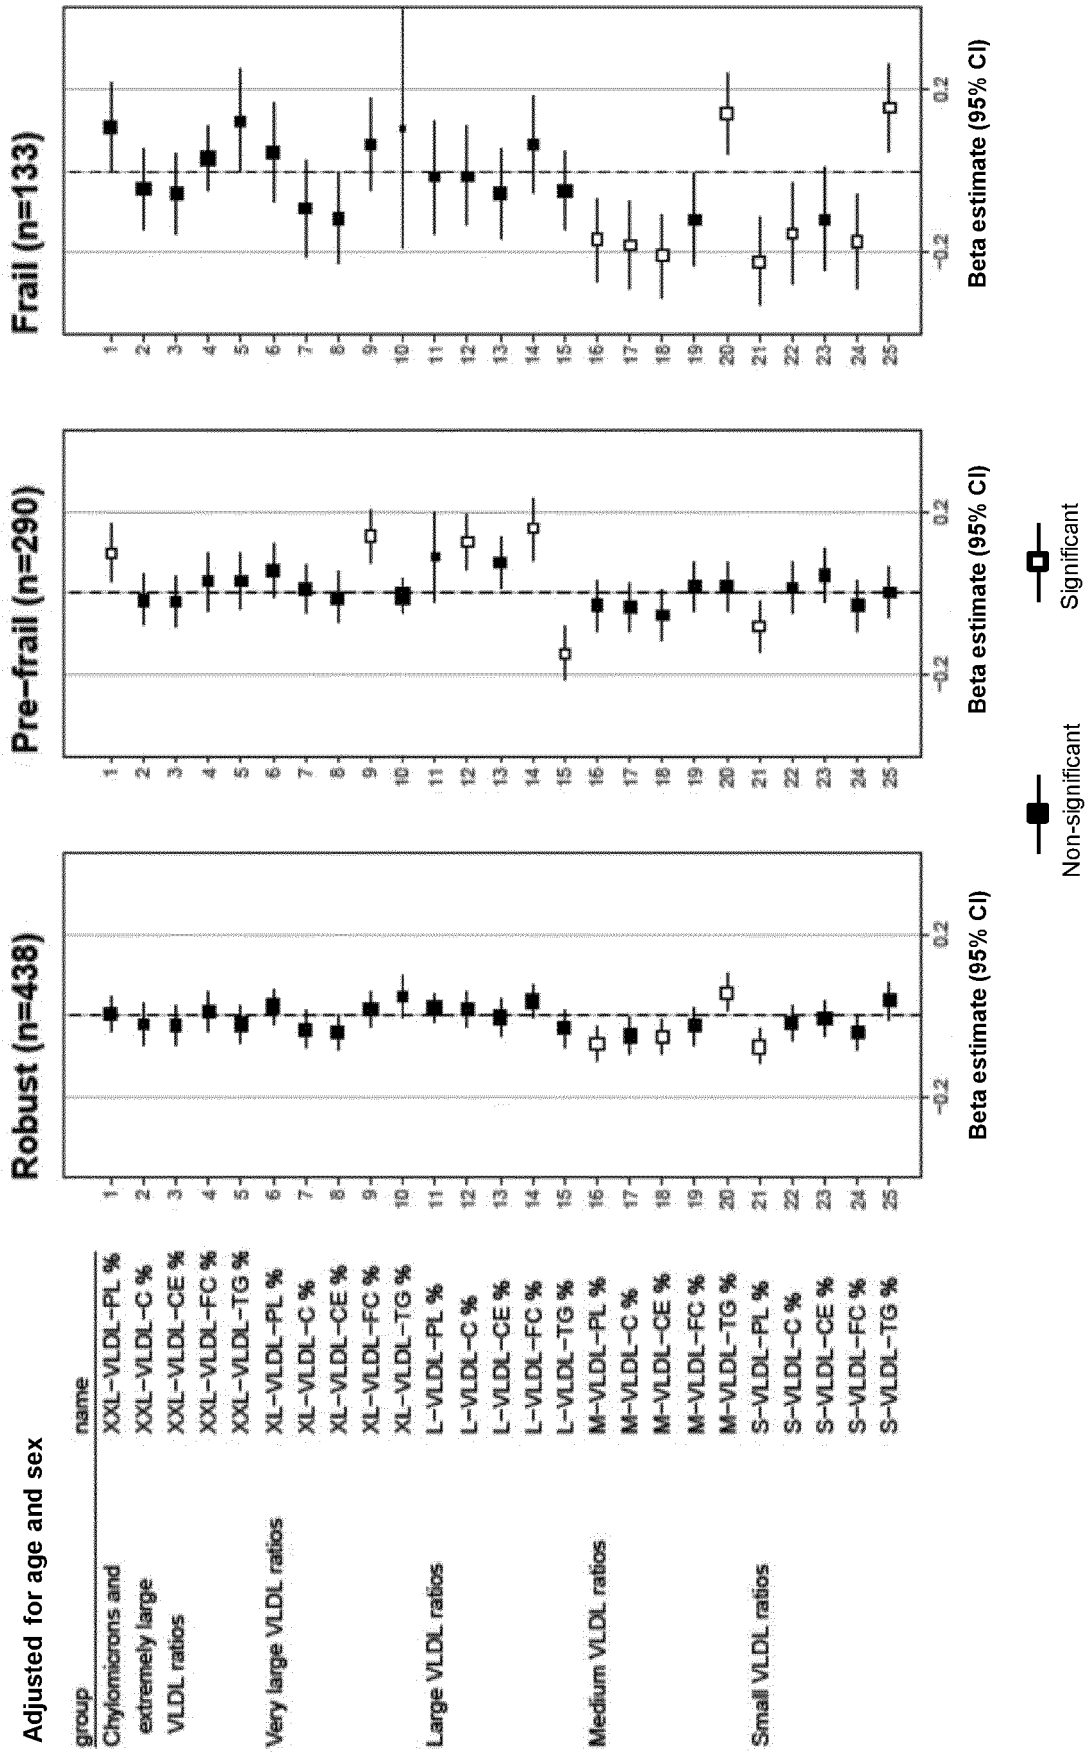 Adjusted for age and sex
group name
Chylomicrons and XXL-VLDL-PL %
extremely large XXL-VLDL-C %
VLDL ratios XXL-VLDL-CE %
XXL-VLDL-FC %
XXL-VLDL-TG %
Very large VLDL ratios XL-VLDL-PL %
XL-VLDL-C %
XL-VLDL-CE %
XL-VLDL-FC %
XL-VLDL-TG %
Large VLDL ratios L-VLDL-PL %
L-VLDL-C %
L-VLDL-CE %
L-VLDL-FC %
L-VLDL-TG %
Medium VLDL ratios M-VLDL-PL %
M-VLDL-C %
M-VLDL-CE %
M-VLDL-FC %
M-VLDL-TG %
Small VLDL ratios S-VLDL-PL %
S-VLDL-C %
S-VLDL-CE %
S-VLDL-FC %
S-VLDL-TG %
Robust (n=438)
1
2
3
4
5
6
7
8
9
10
11
12
13
14
15
16
17
18
19
20
21
22
23
24
25
-0.2 0.2
Beta estimate (95% CI)
Pre-frail (n=290)
1
2
3
4
5
6
7
8
9
10
11
12
13
14
15
16
17
18
19
20
21
22
23
24
25
-0.2 0.2
Beta estimate (95% CI)
Frail (n=133)
1
2
3
4
5
6
7
8
9
10
11
12
13
14
15
16
17
18
19
20
21
22
23
24
25
-0.2 0.2
Beta estimate (95% CI)
Non-significant
Significant